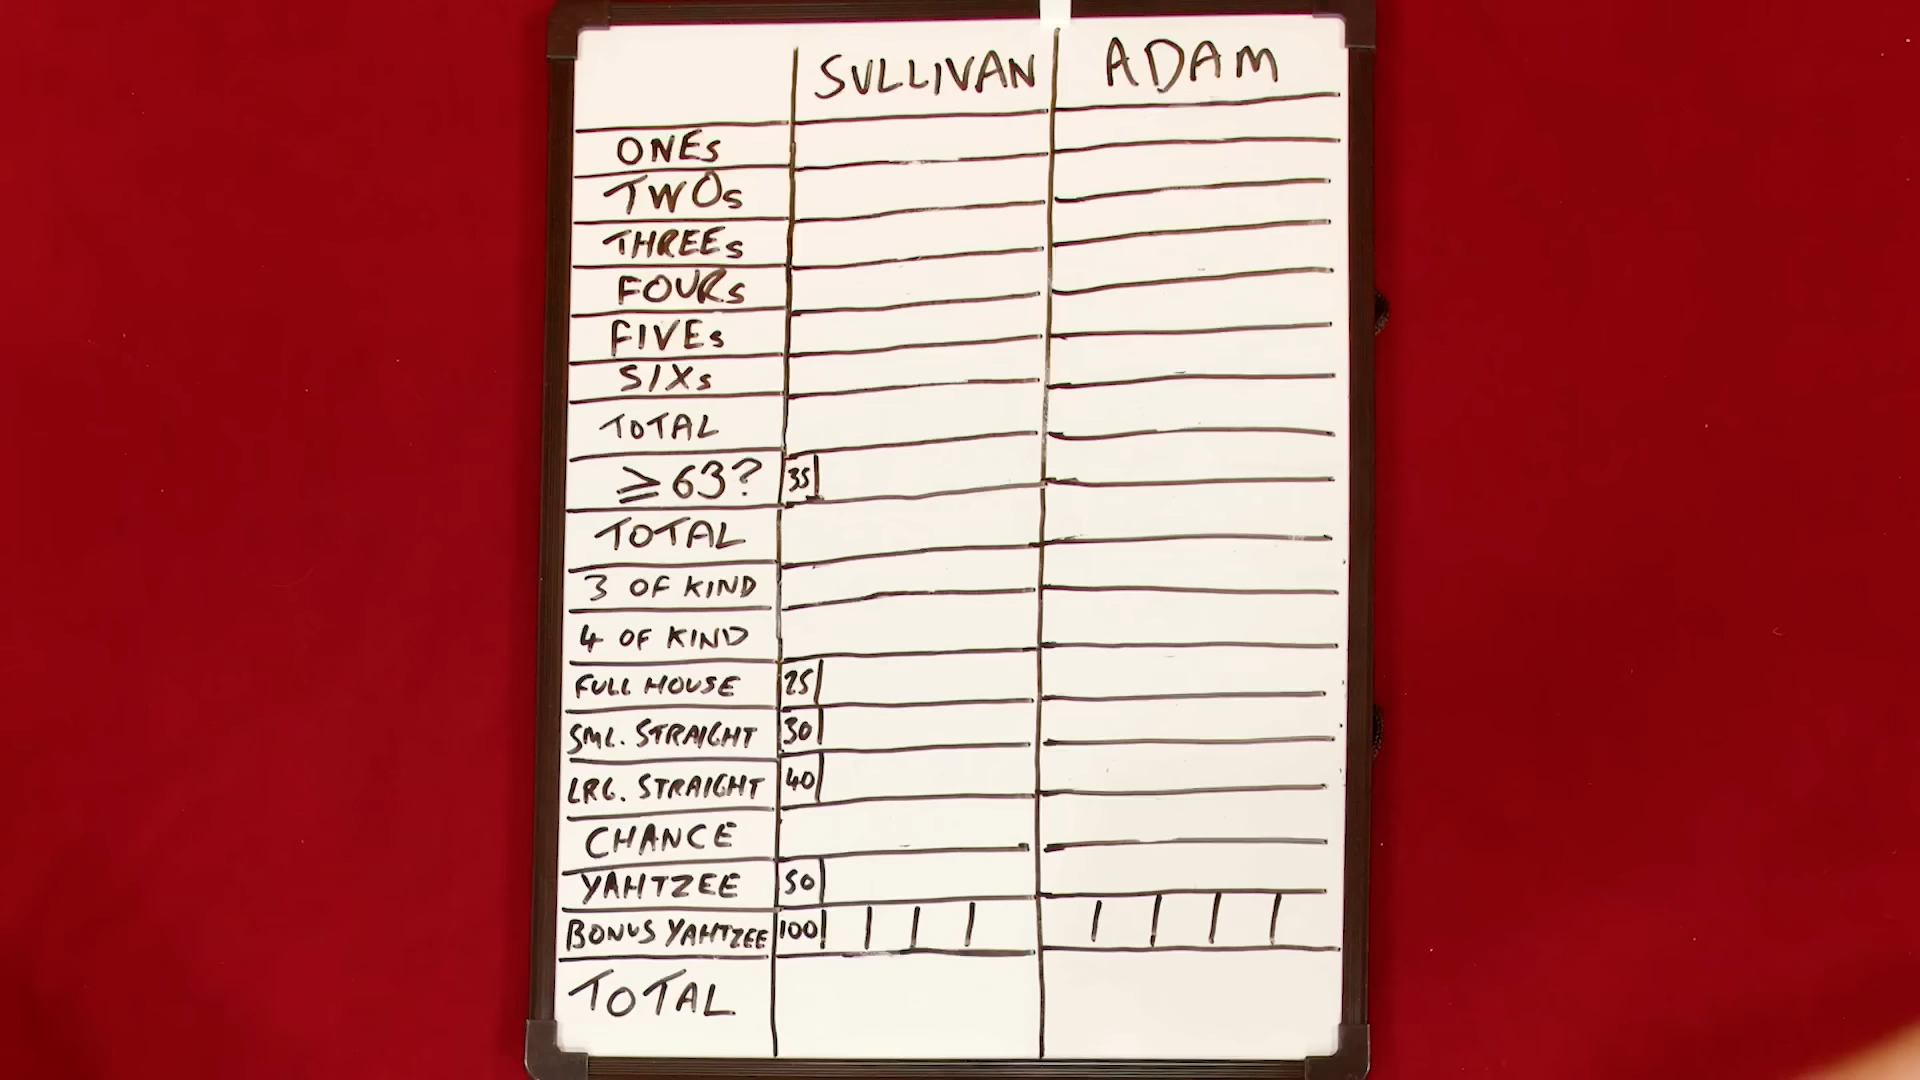 SULLIVAN ADAM
ONEs
TWOs
THREEs
FOURs
FIVEs
SIXs
TOTAL
≥ 63? 35
TOTAL
3 OF KIND
4 OF KIND
FULL HOUSE 25
SML. STRAIGHT 30
LRG. STRAIGHT 40
CHANCE
YAHTZEE 50
BONUS YAHTZEE 100
TOTAL